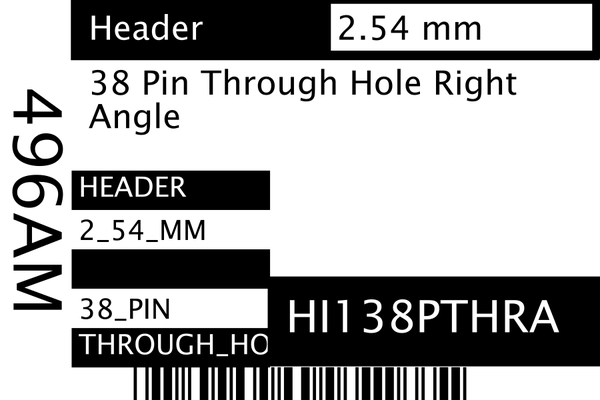 Header
2.54 mm
38 Pin Through Hole Right
Angle
496AM
HEADER
2_54_MM
38_PIN
THROUGH_HO
HI138PTHRA